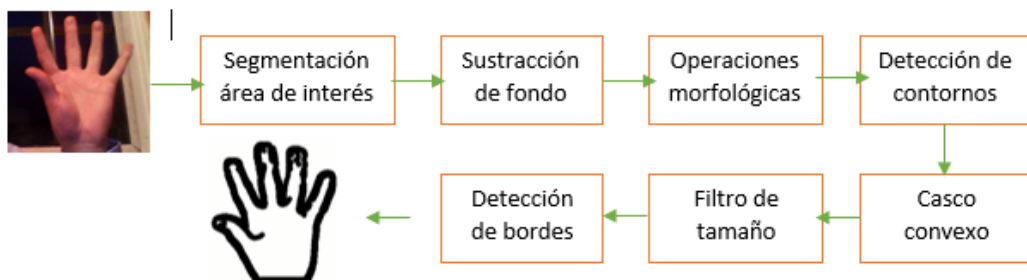 Segmentación
área de interés
Sustracción
de fondo
Operaciones
morfológicas
Detección de
contornos
Casco
convexo
Filtro de
tamaño
Detección
de bordes